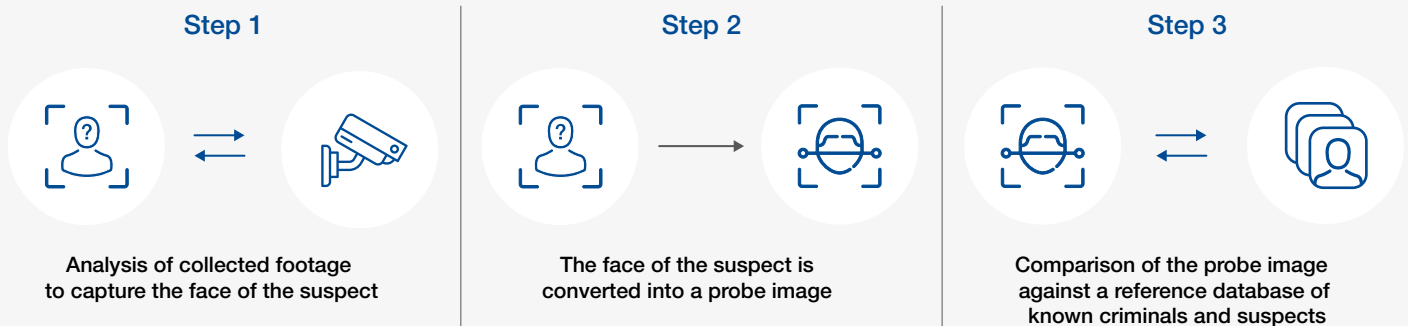 Step 1
?
Analysis of collected footage
to capture the face of the suspect
Step 2
?
The face of the suspect is
converted into a probe image
Step 3
Comparison of the probe image
against a reference database of
known criminals and suspects